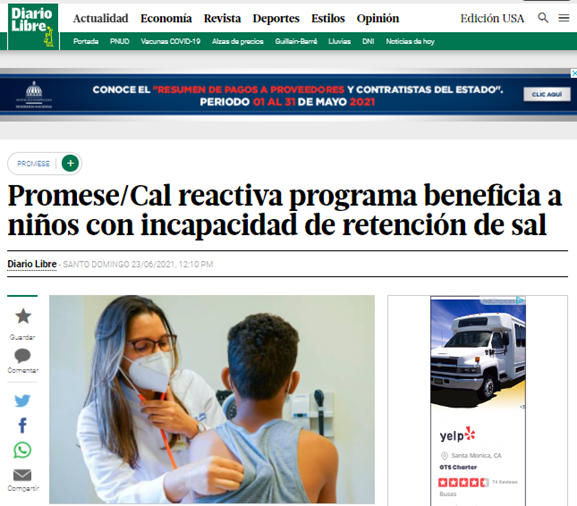 Diario
Libre
Actualidad Economía Revista Deportes Estilos Opinión Edición USA
Portada PNUD Vacunas COVID-19 Alzas de precios Guillain-Barré Lluvias DNI Noticias de hoy
CONOCE EL "RESUMEN DE PAGOS A PROVEEDORES Y CONTRATISTAS DEL ESTADO".
PERIODO 01 AL 31 DE MAYO 2021
CLIC AQUÍ
PROMESE +
Promese/Cal reactiva programa beneficia a
niños con incapacidad de retención de sal
Diario Libre - SANTO DOMINGO 23/06/2021, 12:10 PM
Guardar
Comentar
Compartir
yelp
Santa Monica, CA
GTS Charter
74 Reviews
Buses